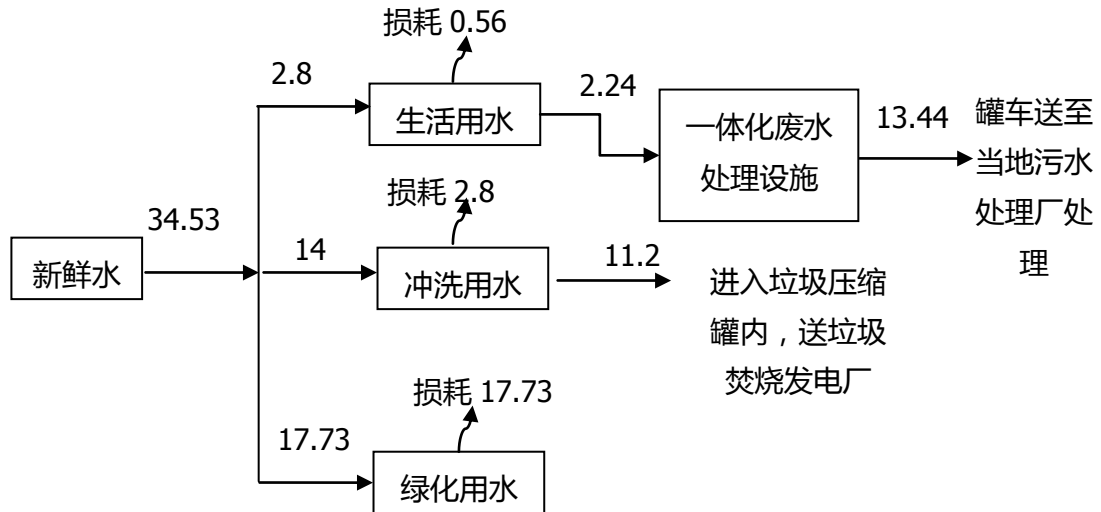 损耗 0.56
2.8
生活用水
2.24
一体化废水
处理设施
13.44
罐车送至
当地污水
处理厂处
理
34.53
新鲜水
损耗 2.8
14
冲洗用水
11.2
进入垃圾压缩
罐内，送垃圾
焚烧发电厂
损耗 17.73
17.73
绿化用水